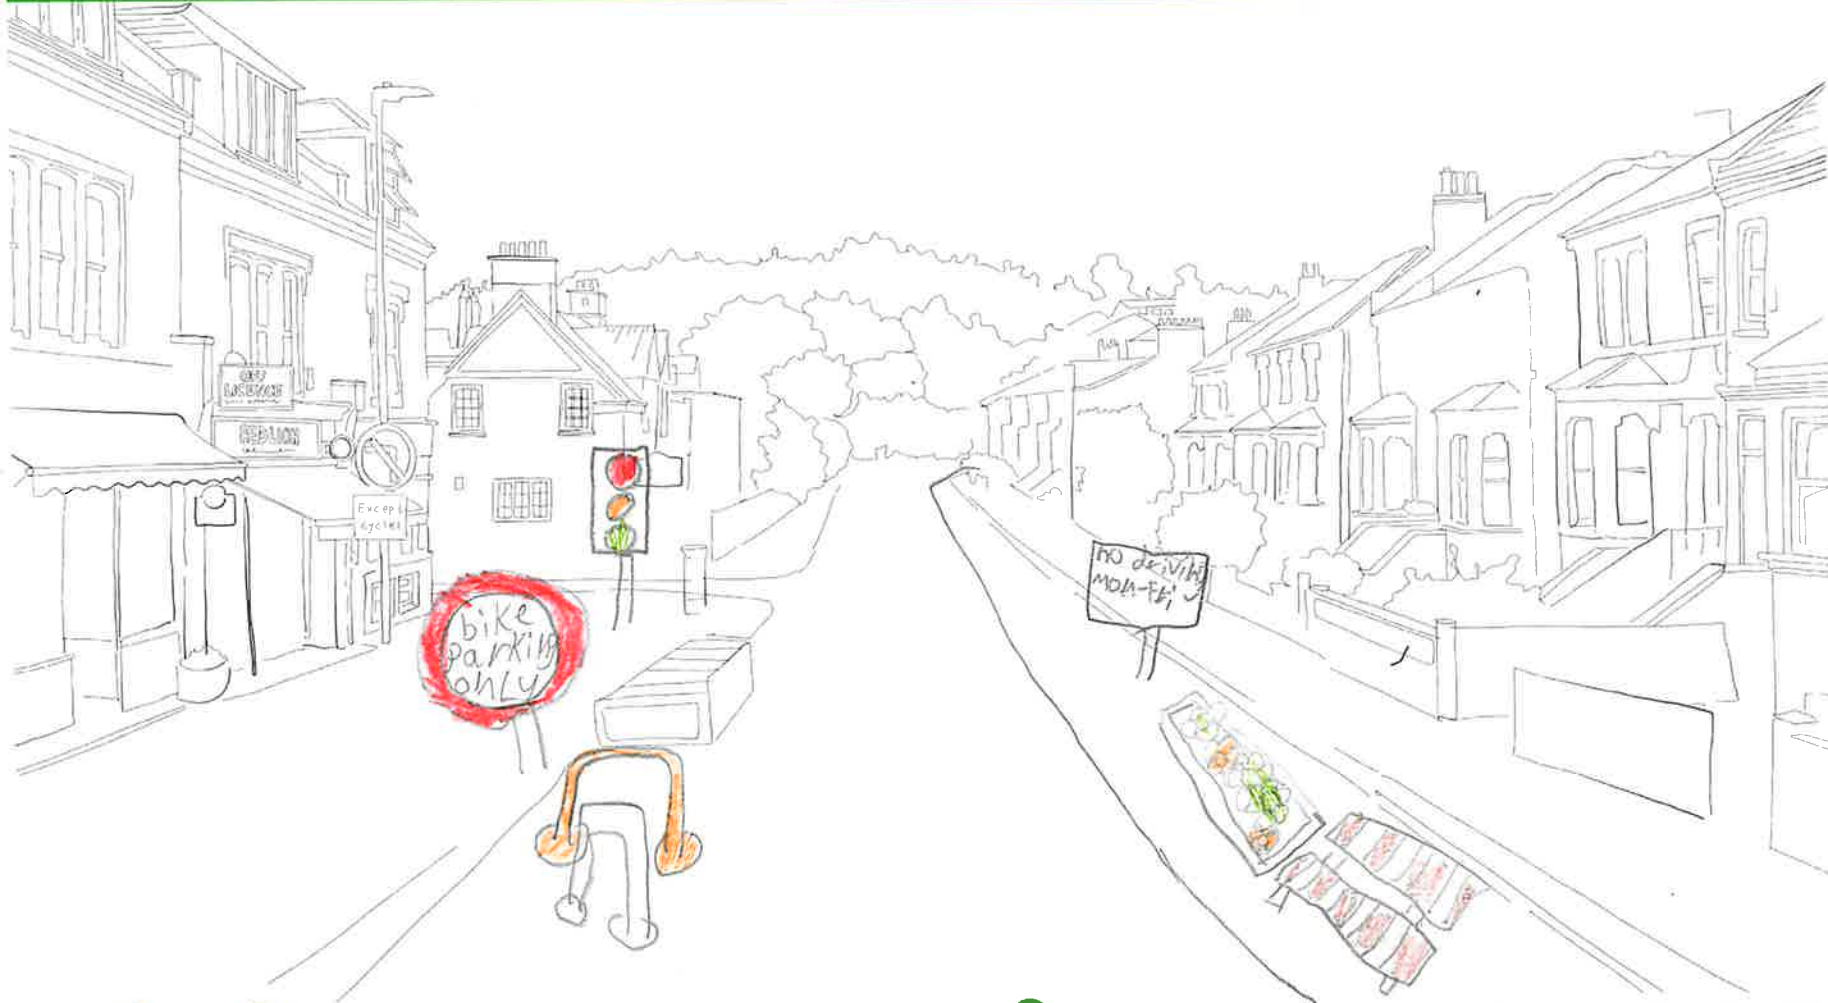 OFF
LICENCE
RED LION
Except
cycles
bike
parking
only
no driving
mon-Fri